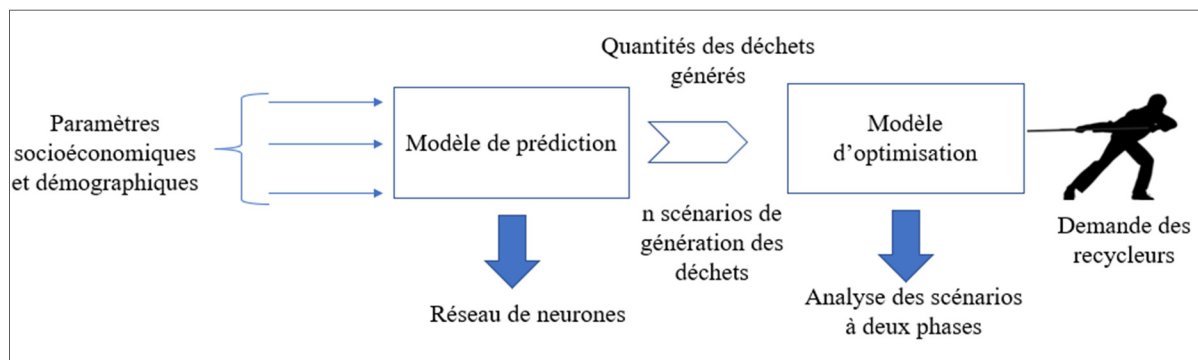 Paramètres
socioéconomiques
et démographiques
Modèle de prédiction
Réseau de neurones
Quantités des déchets
générés
n scénarios de
génération des
déchets
Modèle
d’optimisation
Analyse des scénarios
à deux phases
Demande des
recycleurs